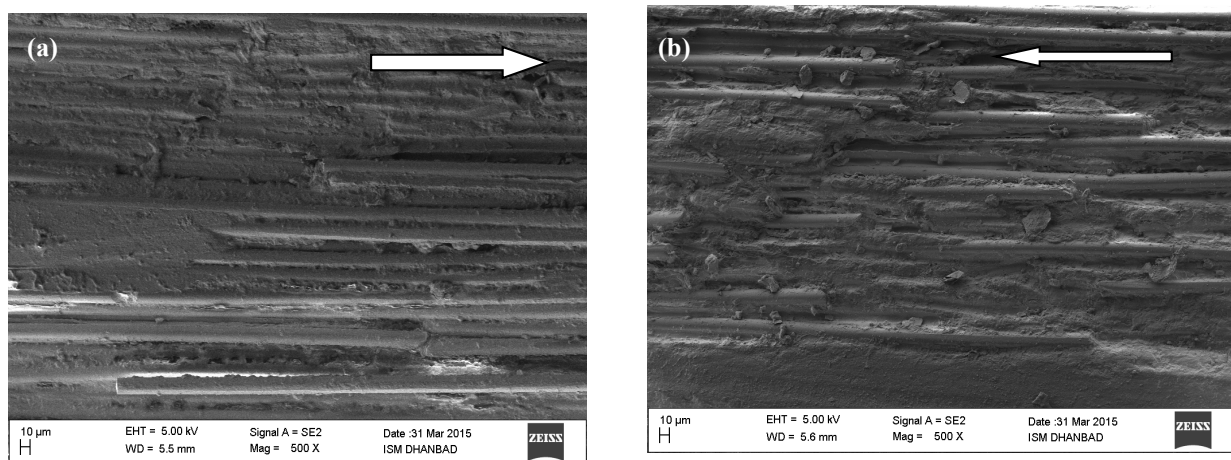 (a)
10 µm
EHT = 5.00 kV
WD = 5.5 mm
Signal A = SE2
Mag = 500 X
Date :31 Mar 2015
ISM DHANBAD
ZEISS
(b)
10 µm
EHT = 5.00 kV
WD = 5.6 mm
Signal A = SE2
Mag = 500 X
Date :31 Mar 2015
ISM DHANBAD
ZEISS